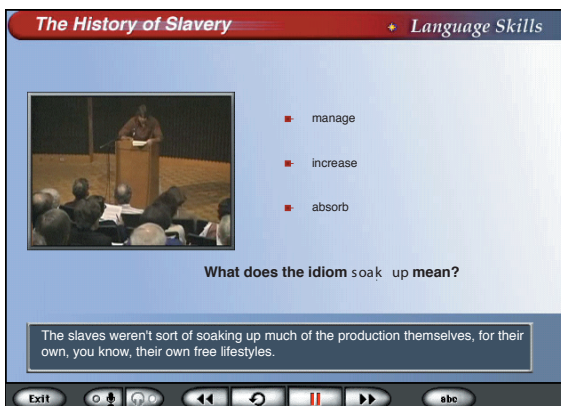 The History of Slavery
Language Skills
manage
increase
absorb
What does the idiom soak up mean?
The slaves weren't sort of soaking up much of the production themselves, for their
own, you know, their own free lifestyles.
Exit
abc